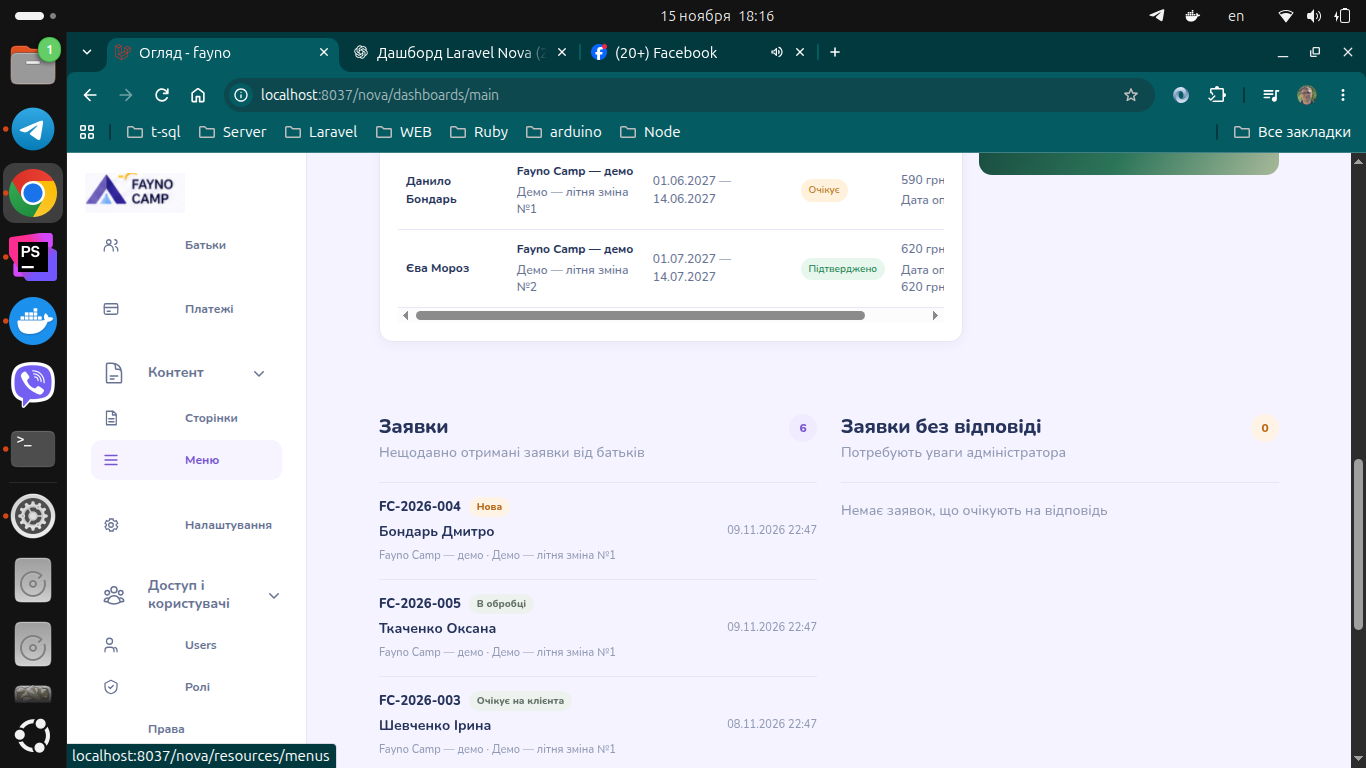 15 ноября 18:16
en
1
Огляд - fayno
Дашборд Laravel Nova (2
(20+) Facebook
localhost:8037/nova/dashboards/main
t-sql
Server
Laravel
WEB
Ruby
arduino
Node
Все закладки
FAYNO
CAMP
Батьки
Платежі
Контент
Сторінки
Меню
Налаштування
Доступ і
користувачі
Users
Ролі
Права
localhost:8037/nova/resources/menus
PS
>_
Данило
Бондарь
Fayno Camp — демо
Демо — літня зміна
№1
01.06.2027 —
14.06.2027
Очікує
590 грн
Дата оп
Єва Мороз
Fayno Camp — демо
Демо — літня зміна
№2
01.07.2027 —
14.07.2027
Підтверджено
620 грн
Дата оп
620 грн
Заявки
6
Нещодавно отримані заявки від батьків
FC-2026-004 Нова
Бондарь Дмитро
09.11.2026 22:47
Fayno Camp — демо · Демо — літня зміна №1
FC-2026-005 В обробці
Ткаченко Оксана
09.11.2026 22:47
Fayno Camp — демо · Демо — літня зміна №1
FC-2026-003 Очікує на клієнта
Шевченко Ірина
08.11.2026 22:47
Fayno Camp — демо · Демо — літня зміна №1
Заявки без відповіді
0
Потребують уваги адміністратора
Немає заявок, що очікують на відповідь